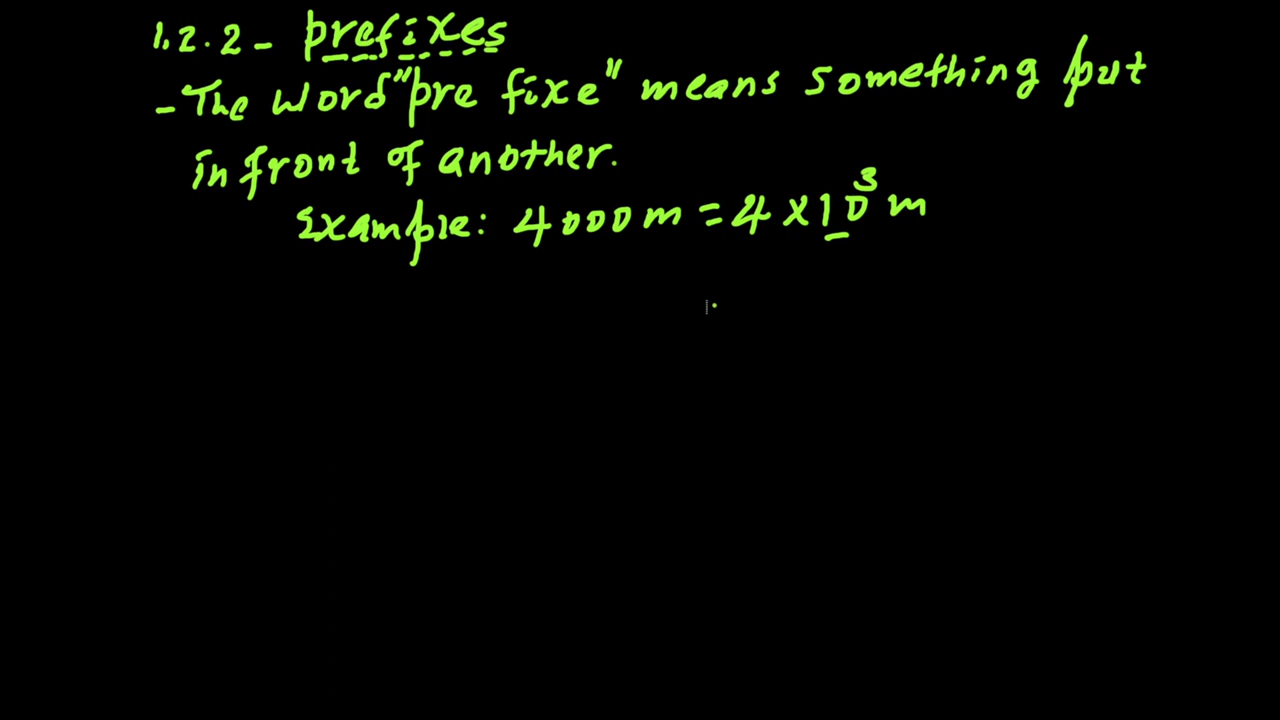 1.2.2- prefixes
-The word "pre fixe" means something put
in front of another.
Example: 4000m = 4 × 10³ m